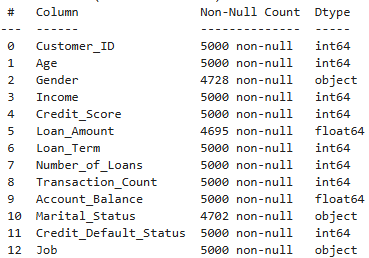 #   Column                 Non-Null Count  Dtype
---  ------                 --------------  -----
0   Customer_ID            5000 non-null   int64
1   Age                    5000 non-null   int64
2   Gender                 4728 non-null   object
3   Income                 5000 non-null   int64
4   Credit_Score           5000 non-null   int64
5   Loan_Amount            4695 non-null   float64
6   Loan_Term              5000 non-null   int64
7   Number_of_Loans        5000 non-null   int64
8   Transaction_Count      5000 non-null   int64
9   Account_Balance        5000 non-null   float64
10  Marital_Status         4702 non-null   object
11  Credit_Default_Status  5000 non-null   int64
12  Job                    5000 non-null   object